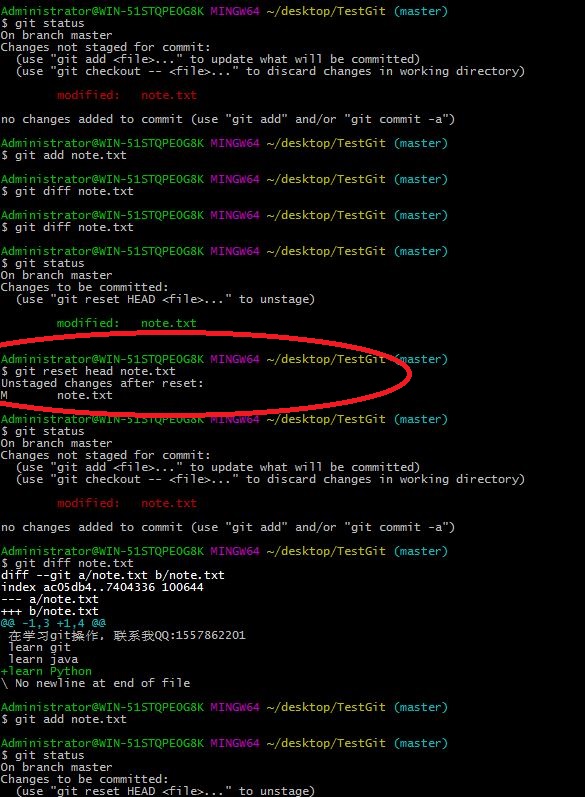 Administrator@WIN-51STQPEOG8K MINGW64 ~/desktop/TestGit (master)
$ git status
On branch master
Changes not staged for commit:
  (use "git add <file>..." to update what will be committed)
  (use "git checkout -- <file>..." to discard changes in working directory)

        modified:   note.txt

no changes added to commit (use "git add" and/or "git commit -a")

Administrator@WIN-51STQPEOG8K MINGW64 ~/desktop/TestGit (master)
$ git add note.txt

Administrator@WIN-51STQPEOG8K MINGW64 ~/desktop/TestGit (master)
$ git diff note.txt

Administrator@WIN-51STQPEOG8K MINGW64 ~/desktop/TestGit (master)
$ git diff note.txt

Administrator@WIN-51STQPEOG8K MINGW64 ~/desktop/TestGit (master)
$ git status
On branch master
Changes to be committed:
  (use "git reset HEAD <file>..." to unstage)

        modified:   note.txt

Administrator@WIN-51STQPEOG8K MINGW64 ~/desktop/TestGit (master)
$ git reset head note.txt
Unstaged changes after reset:
M       note.txt

Administrator@WIN-51STQPEOG8K MINGW64 ~/desktop/TestGit (master)
$ git status
On branch master
Changes not staged for commit:
  (use "git add <file>..." to update what will be committed)
  (use "git checkout -- <file>..." to discard changes in working directory)

        modified:   note.txt

no changes added to commit (use "git add" and/or "git commit -a")

Administrator@WIN-51STQPEOG8K MINGW64 ~/desktop/TestGit (master)
$ git diff note.txt
diff --git a/note.txt b/note.txt
index ac05db4..7404336 100644
--- a/note.txt
+++ b/note.txt
@@ -1,3 +1,4 @@
 在学习git操作, 联系我QQ:1557862201
 learn git
 learn java
+learn Python
\ No newline at end of file

Administrator@WIN-51STQPEOG8K MINGW64 ~/desktop/TestGit (master)
$ git add note.txt

Administrator@WIN-51STQPEOG8K MINGW64 ~/desktop/TestGit (master)
$ git status
On branch master
Changes to be committed:
  (use "git reset HEAD <file>..." to unstage)